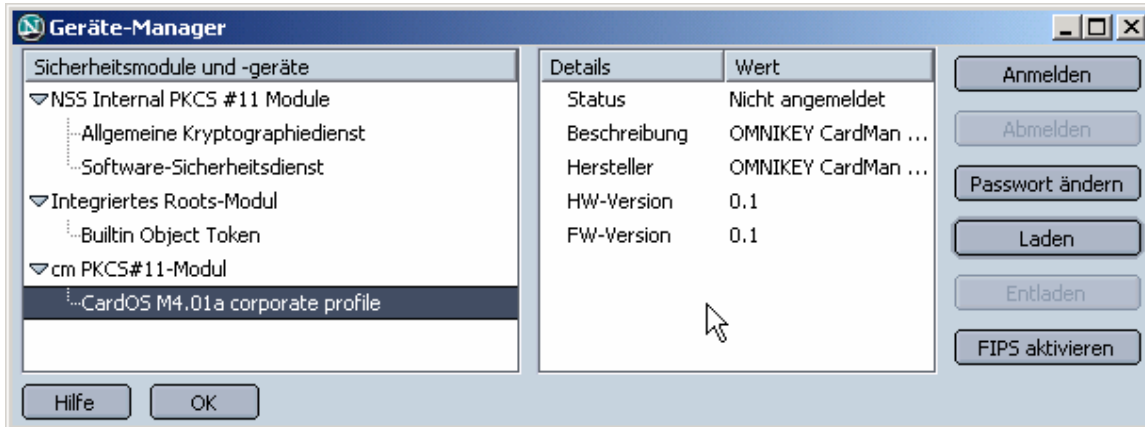 Geräte-Manager
Sicherheitsmodule und -geräte
NSS Internal PKCS #11 Module
Allgemeine Kryptographiedienst
Software-Sicherheitsdienst
Integriertes Roots-Modul
Builtin Object Token
cm PKCS#11-Modul
CardOS M4.01a corporate profile
Details Wert
Status Nicht angemeldet
Beschreibung OMNIKEY CardMan ...
Hersteller OMNIKEY CardMan ...
HW-Version 0.1
FW-Version 0.1
Anmelden
Abmelden
Passwort ändern
Laden
Entladen
FIPS aktivieren
Hilfe OK